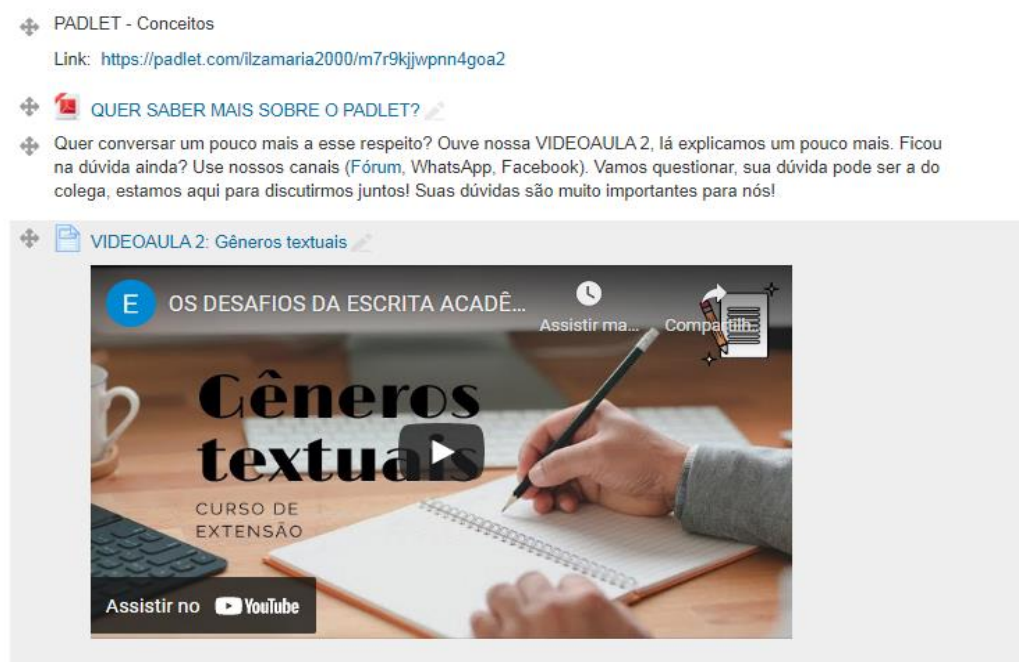 PADLET - Conceitos
Link: https://padlet.com/ilzamaria2000/m7r9kjjwpnn4goa2
QUER SABER MAIS SOBRE O PADLET?
Quer conversar um pouco mais a esse respeito? Ouve nossa VIDEOAULA 2, lá explicamos um pouco mais. Ficou
na dúvida ainda? Use nossos canais (Fórum, WhatsApp, Facebook). Vamos questionar, sua dúvida pode ser a do
colega, estamos aqui para discutirmos juntos! Suas dúvidas são muito importantes para nós!
VIDEOAULA 2: Gêneros textuais
E OS DESAFIOS DA ESCRITA ACADÊ...
Assistir ma... Compartilh...
Gêneros
textuais
CURSO DE
EXTENSÃO
Assistir no YouTube